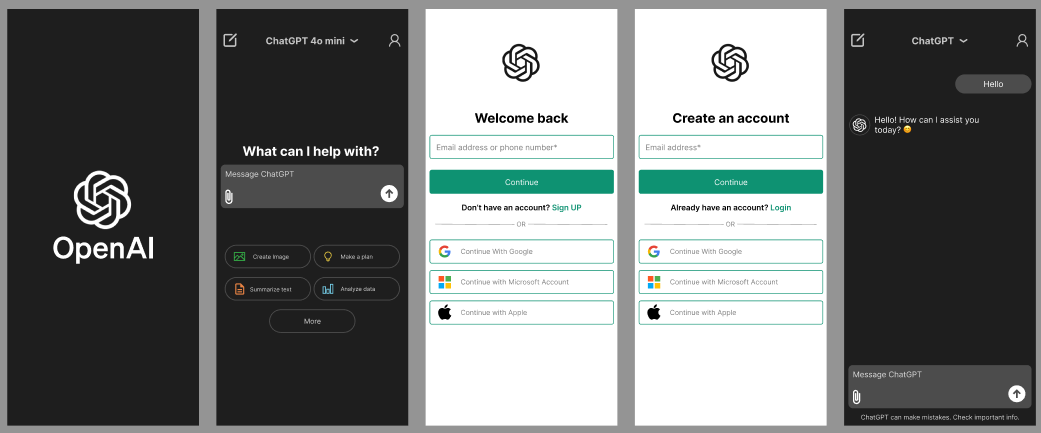 OpenAI
ChatGPT 4o mini
What can I help with?
Message ChatGPT
Create Image
Make a plan
Summarize text
Analyze data
More
Welcome back
Email address or phone number*
Continue
Don't have an account? Sign UP
OR
Continue With Google
Continue with Microsoft Account
Continue with Apple
Create an account
Email address*
Continue
Already have an account? Login
OR
Continue With Google
Continue with Microsoft Account
Continue with Apple
ChatGPT
Hello
Hello! How can I assist you
today? 😊
Message ChatGPT
ChatGPT can make mistakes. Check important info.